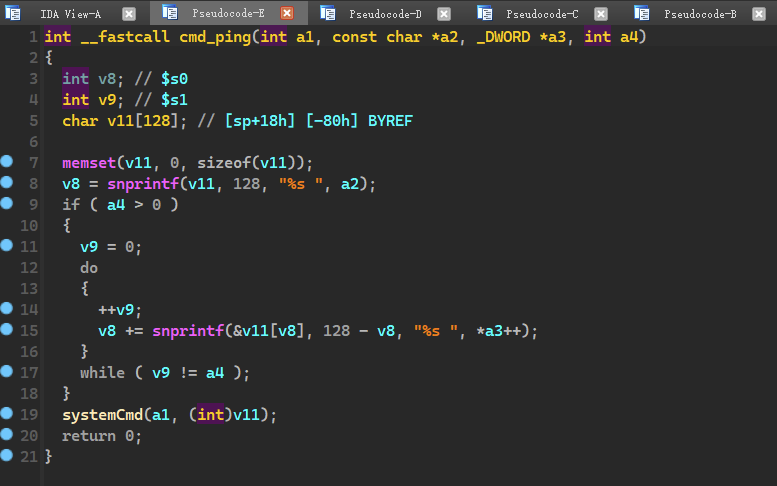 IDA View-A Pseudocode-E Pseudocode-D Pseudocode-C Pseudocode-B
1 int __fastcall cmd_ping(int a1, const char *a2, _DWORD *a3, int a4)
2 {
3 int v8; // $s0
4 int v9; // $s1
5 char v11[128]; // [sp+18h] [-80h] BYREF
6
7 memset(v11, 0, sizeof(v11));
8 v8 = snprintf(v11, 128, "%s ", a2);
9 if ( a4 > 0 )
10 {
11 v9 = 0;
12 do
13 {
14 ++v9;
15 v8 += snprintf(&v11[v8], 128 - v8, "%s ", *a3++);
16 }
17 while ( v9 != a4 );
18 }
19 systemCmd(a1, (int)v11);
20 return 0;
21 }